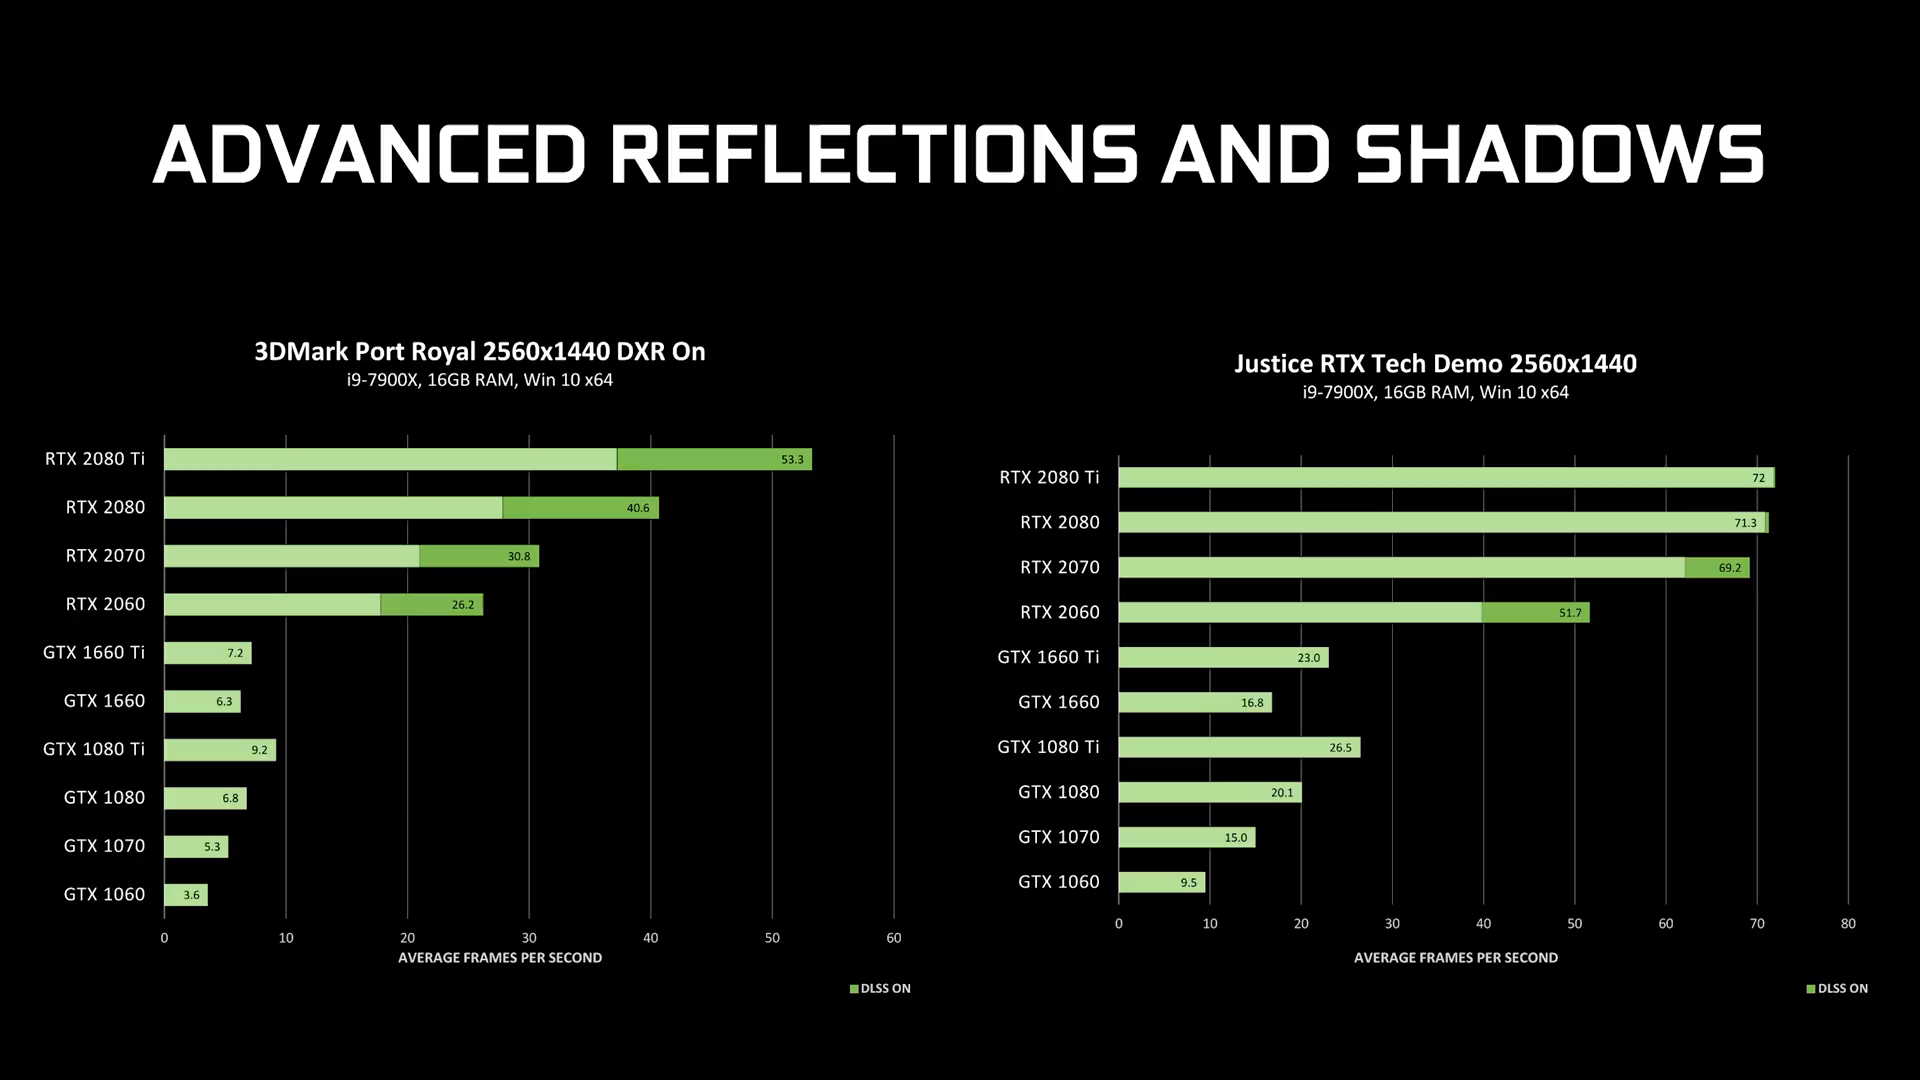 ADVANCED REFLECTIONS AND SHADOWS
3DMark Port Royal 2560x1440 DXR On
i9-7900X, 16GB RAM, Win 10 x64
RTX 2080 Ti 53.3
RTX 2080 40.6
RTX 2070 30.8
RTX 2060 26.2
GTX 1660 Ti 7.2
GTX 1660 6.3
GTX 1080 Ti 9.2
GTX 1080 6.8
GTX 1070 5.3
GTX 1060 3.6
0 10 20 30 40 50 60
AVERAGE FRAMES PER SECOND
DLSS ON
Justice RTX Tech Demo 2560x1440
i9-7900X, 16GB RAM, Win 10 x64
RTX 2080 Ti 72
RTX 2080 71.3
RTX 2070 69.2
RTX 2060 51.7
GTX 1660 Ti 23.0
GTX 1660 16.8
GTX 1080 Ti 26.5
GTX 1080 20.1
GTX 1070 15.0
GTX 1060 9.5
0 10 20 30 40 50 60 70 80
AVERAGE FRAMES PER SECOND
DLSS ON